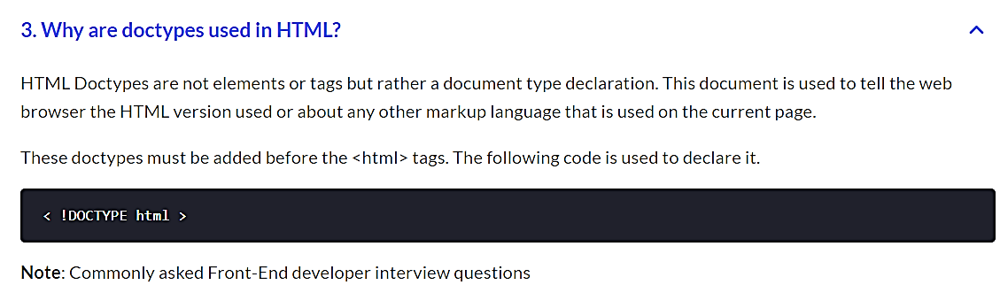 3. Why are doctypes used in HTML?
HTML Doctypes are not elements or tags but rather a document type declaration. This document is used to tell the web
browser the HTML version used or about any other markup language that is used on the current page.
These doctypes must be added before the <html> tags. The following code is used to declare it.
< !DOCTYPE html >
Note: Commonly asked Front-End developer interview questions